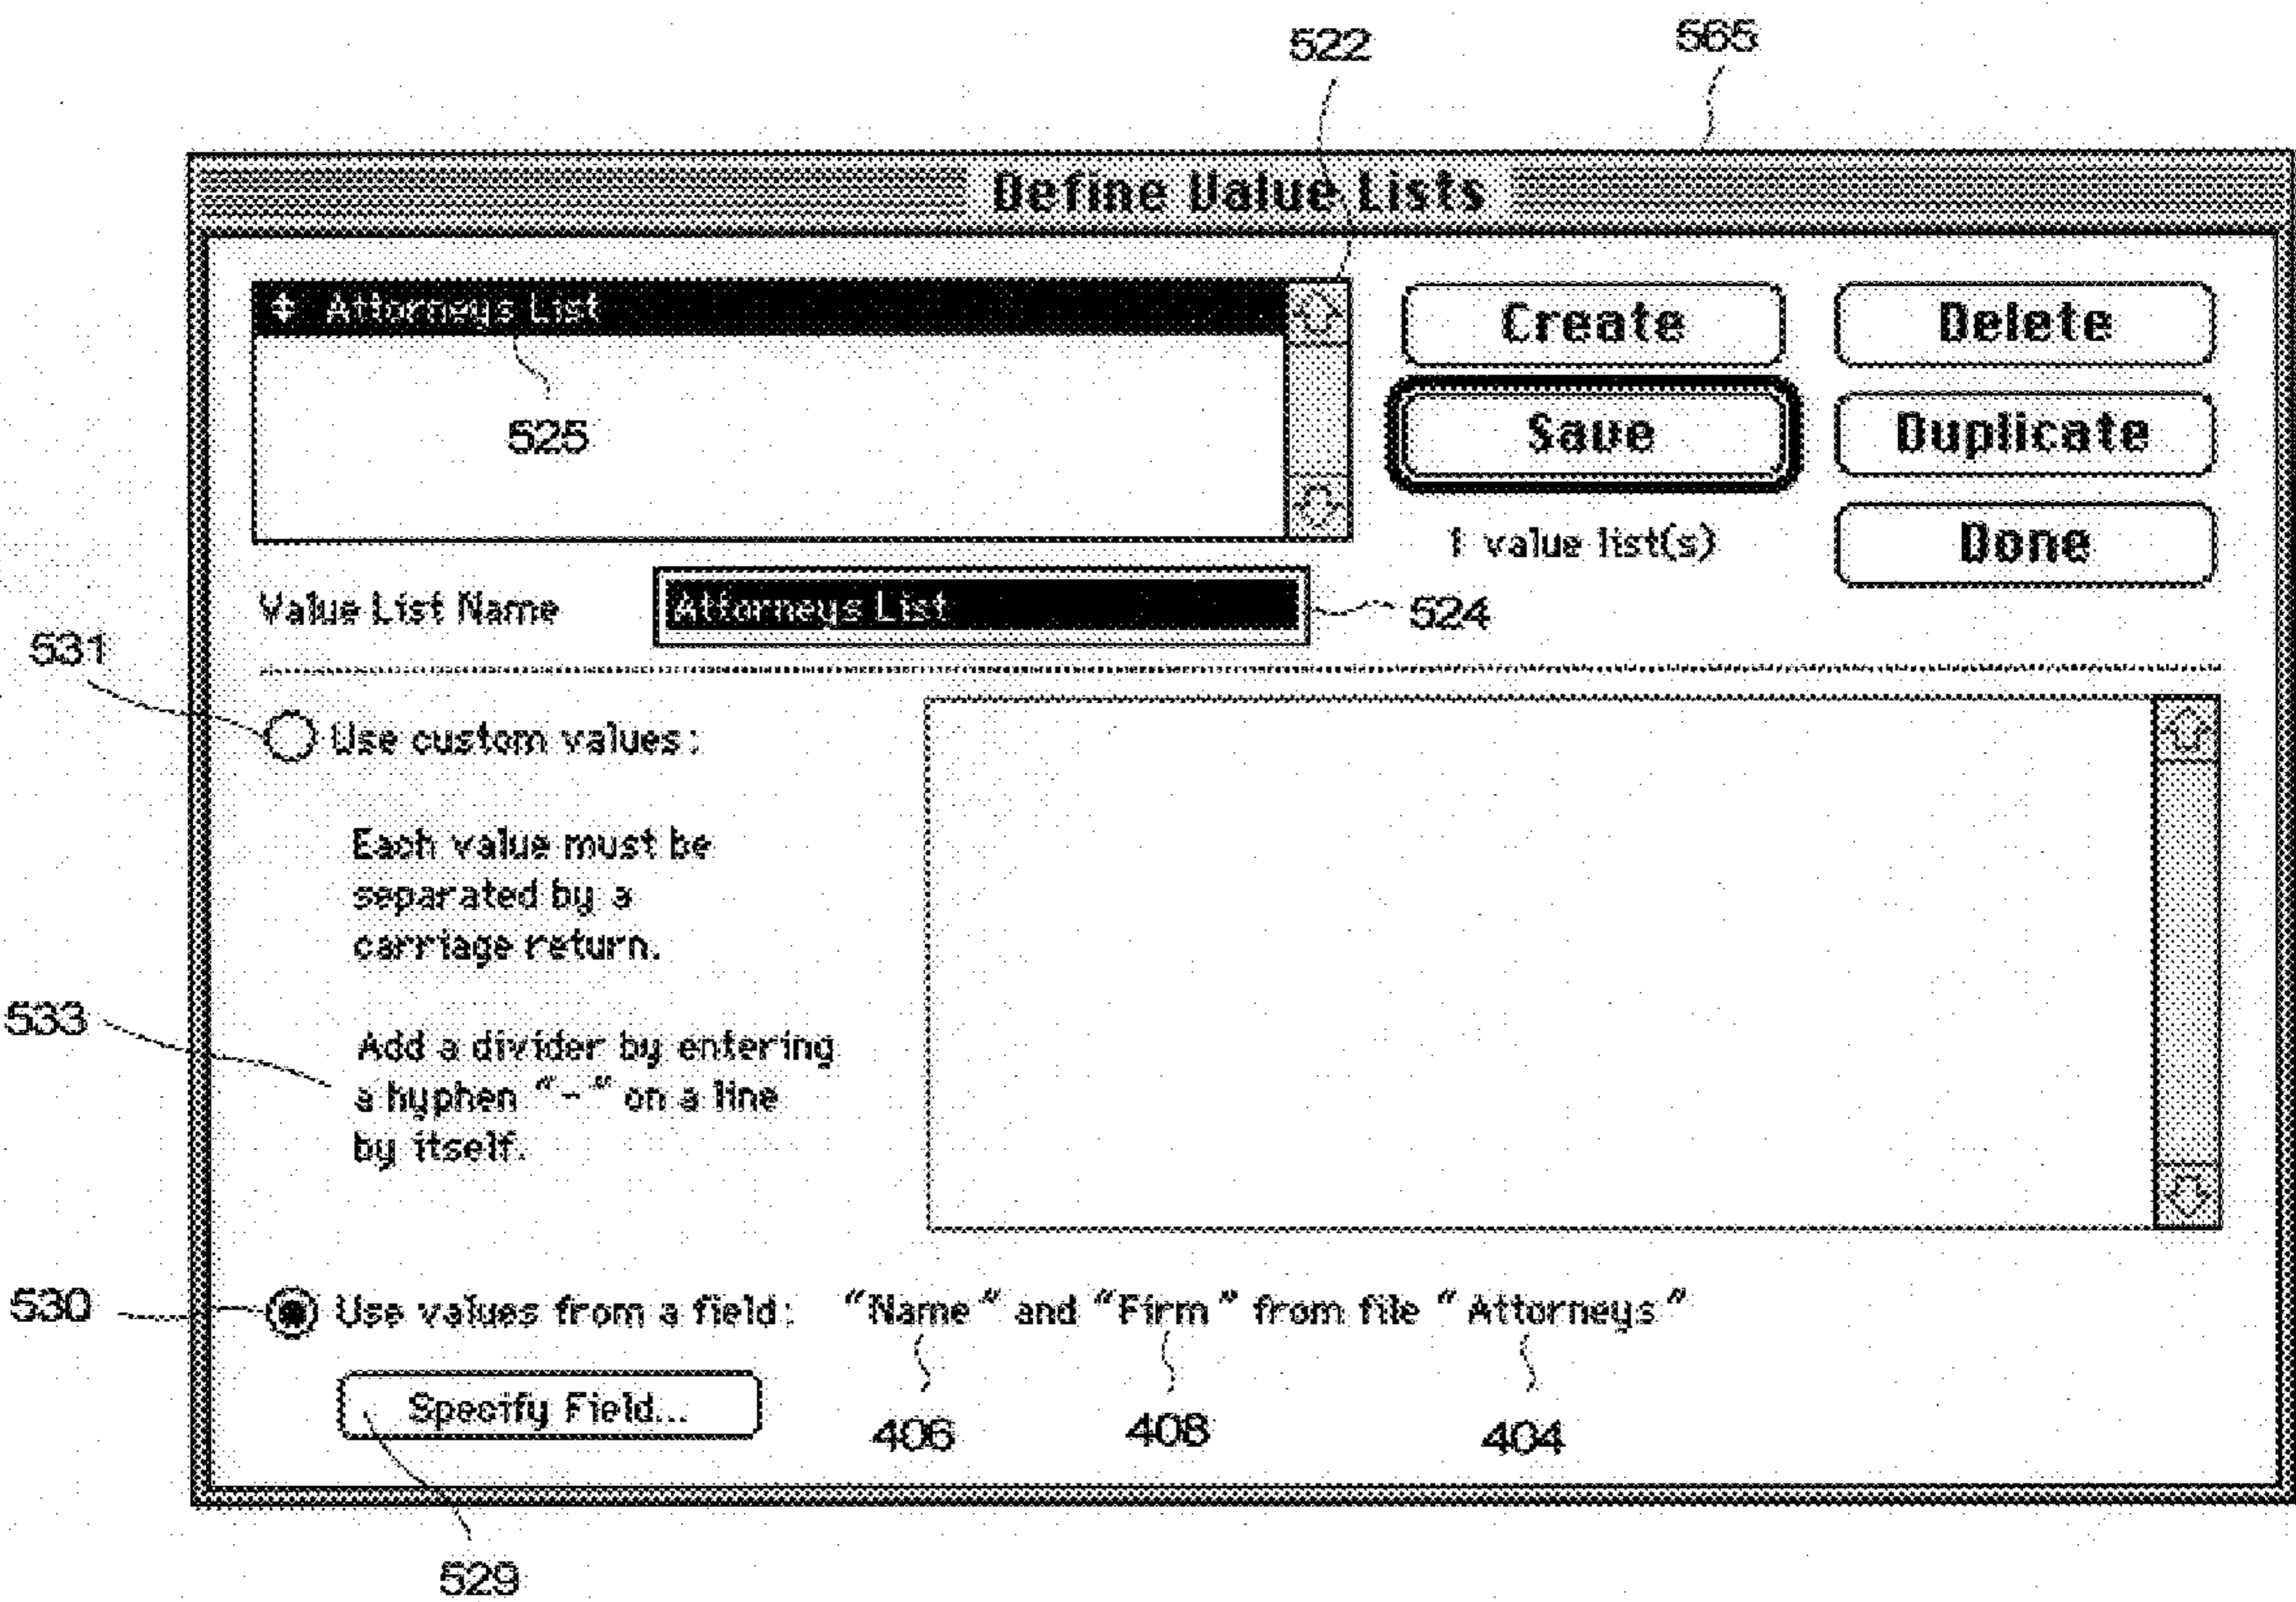 522
565
Define Value Lists
Attorneys List
Create
Delete
525
Save
Duplicate
1 value list(s)
Done
Value List Name
Attorneys List
524
531
Use custom values:
Each value must be
separated by a
carriage return.
533
Add a divider by entering
a hyphen "-" on a line
by itself.
530
Use values from a field: "Name" and "Firm" from file "Attorneys"
Specify Field...
406
408
404
529